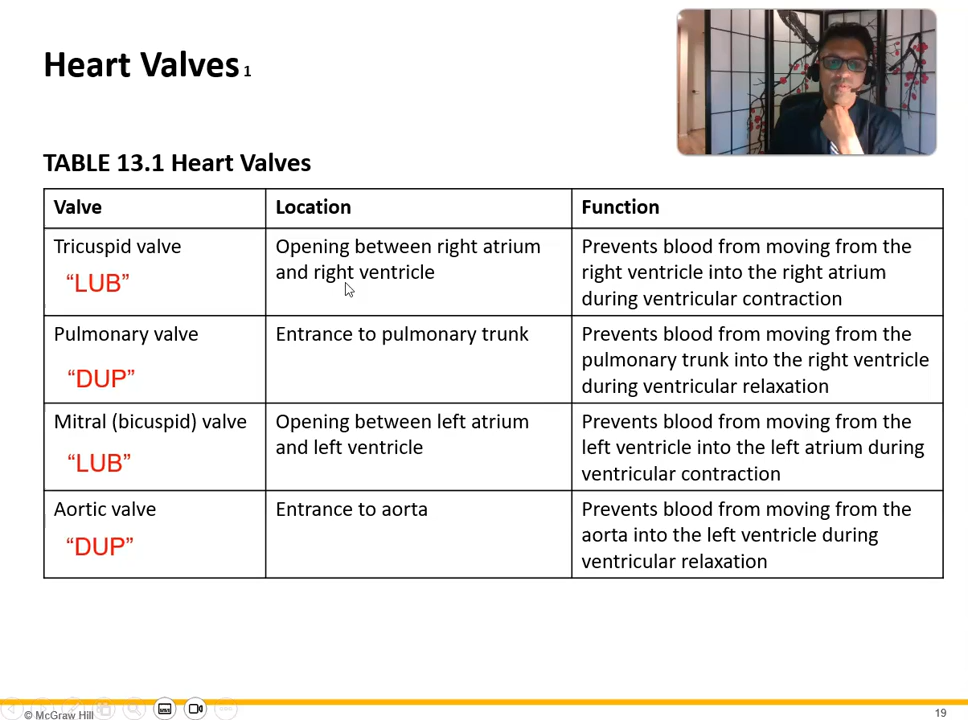 Heart Valves 1
TABLE 13.1 Heart Valves
Valve Location Function
Tricuspid valve
"LUB"
Opening between right atrium
and right ventricle
Prevents blood from moving from the
right ventricle into the right atrium
during ventricular contraction
Pulmonary valve
"DUP"
Entrance to pulmonary trunk
Prevents blood from moving from the
pulmonary trunk into the right ventricle
during ventricular relaxation
Mitral (bicuspid) valve
"LUB"
Opening between left atrium
and left ventricle
Prevents blood from moving from the
left ventricle into the left atrium during
ventricular contraction
Aortic valve
"DUP"
Entrance to aorta
Prevents blood from moving from the
aorta into the left ventricle during
ventricular relaxation
© McGraw Hill
19